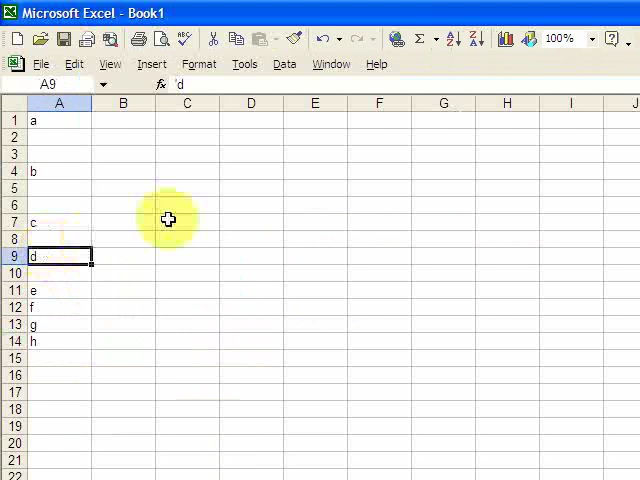 Microsoft Excel - Book1
Σ A Z Z A 100% ?
File Edit View Insert Format Tools Data Window Help
A9 fx 'd
A B C D E F G H I J
1 a
2
3
4 b
5
6
7 c
8
9 d
10
11 e
12 f
13 g
14 h
15
16
17
18
19
20
21
22